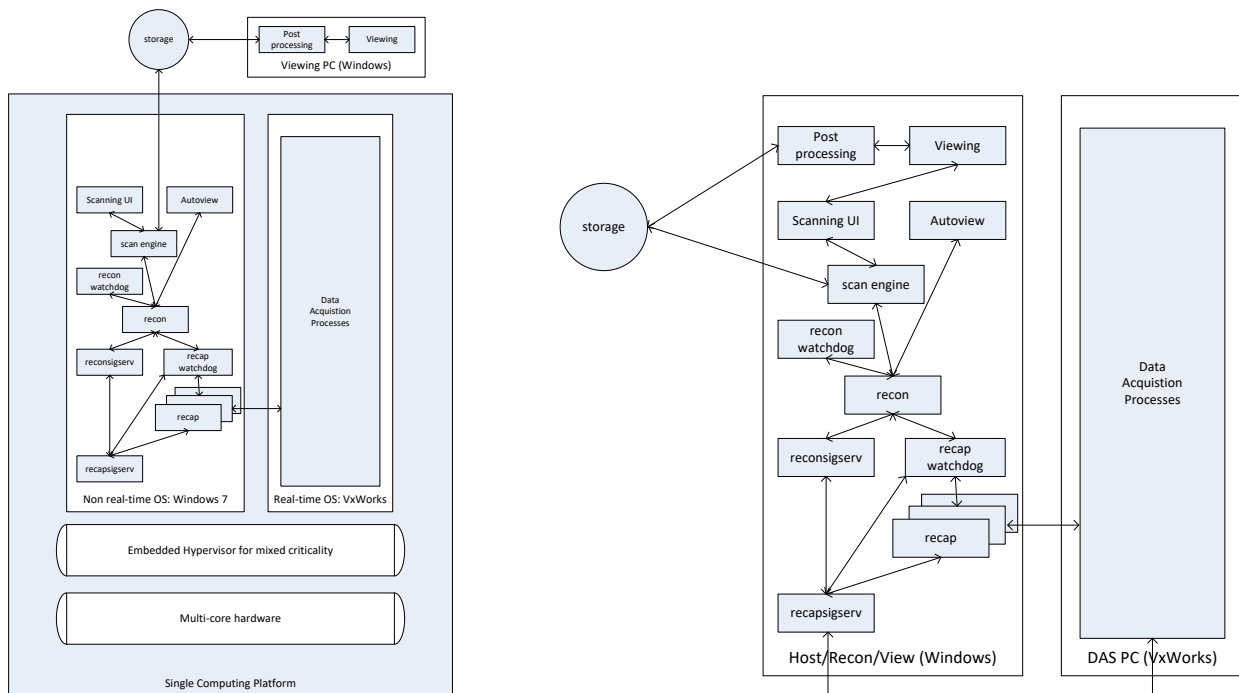 storage
Post
processing
Viewing
Viewing PC (Windows)
Scanning UI
Autoview
scan engine
recon
watchdog
recon
reconsigserv
recap
watchdog
recap
recapsigserv
Non real-time OS: Windows 7
Data
Acquistion
Processes
Real-time OS: VxWorks
Embedded Hypervisor for mixed criticality
Multi-core hardware
Single Computing Platform
storage
Post
processing
Viewing
Scanning UI
Autoview
scan engine
recon
watchdog
recon
reconsigserv
recap
watchdog
recap
recapsigserv
Host/Recon/View (Windows)
Data
Acquistion
Processes
DAS PC (VxWorks)